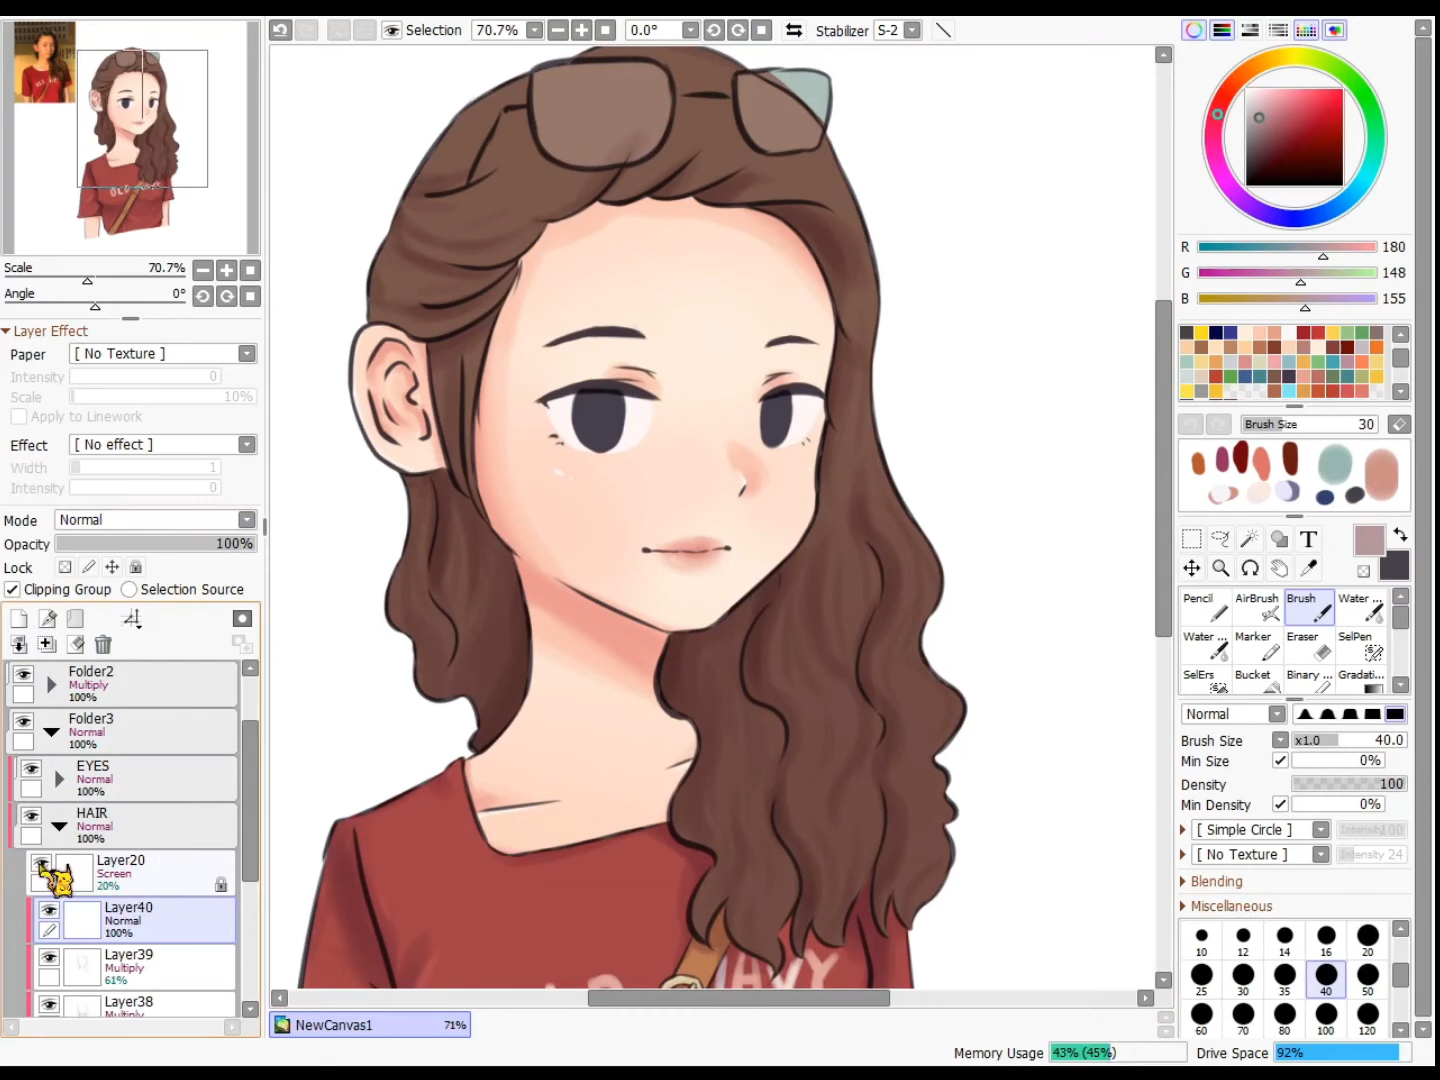 Selection 70.7% 0.0° Stabilizer S-2
Scale 70.7%
Angle 0°
Layer Effect
Paper [ No Texture ]
Intensity 0
Scale 10%
Apply to Linework
Effect [ No effect ]
Width 1
Intensity 0
Mode Normal
Opacity 100%
Lock
Clipping Group Selection Source
Folder2
Multiply
100%
Folder3
Normal
100%
EYES
Normal
100%
HAIR
Normal
100%
Layer20
Screen
20%
Layer40
Normal
100%
Layer39
Multiply
61%
Layer38
Multiply
NAVY
NewCanvas1 71%
R 180
G 148
B 155
Brush Size 30
T
Pencil AirBrush Brush Water ...
Water ... Marker Eraser SelPen
SelErs Bucket Binary ... Gradati...
Normal
Brush Size x1.0 40.0
Min Size 0%
Density 100
Min Density 0%
[ Simple Circle ] Intensity 100
[ No Texture ] Intensity 24
Blending
Miscellaneous
10 12 14 16 20
25 30 35 40 50
60 70 80 100 120
Memory Usage 43% (45%) Drive Space 92%